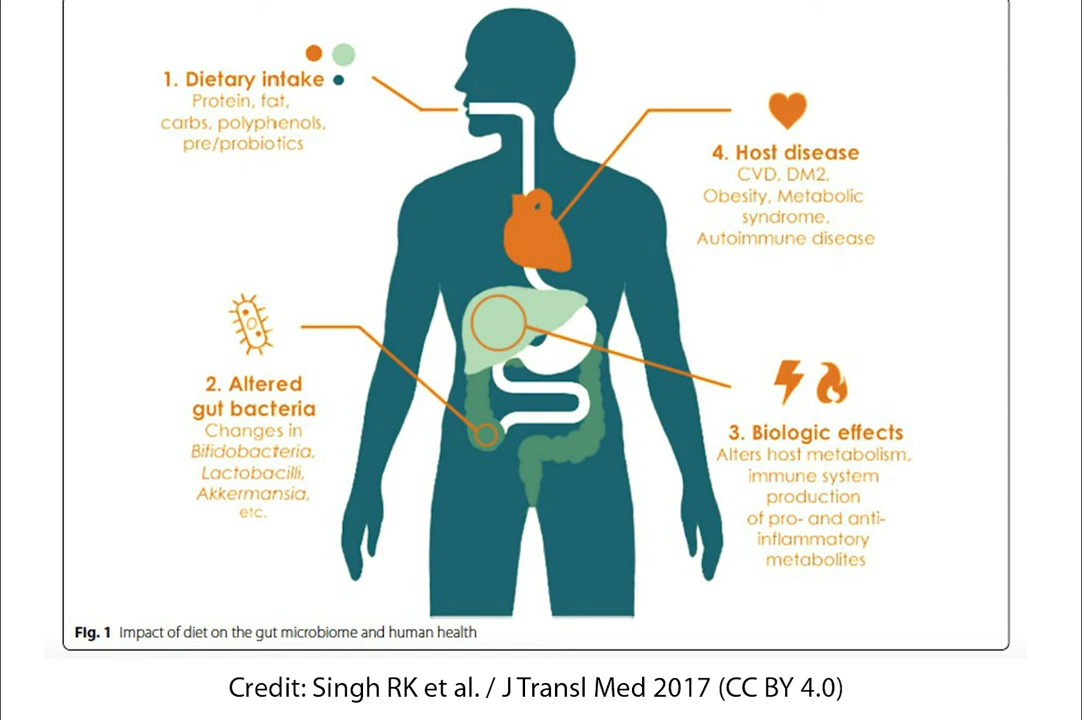 1. Dietary intake
Protein, fat,
carbs, polyphenols,
pre/probiotics
4. Host disease
CVD, DM2,
Obesity, Metabolic
syndrome,
Autoimmune disease
2. Altered
gut bacteria
Changes in
Bifidobacteria,
Lactobacilli,
Akkermansia,
etc.
3. Biologic effects
Alters host metabolism,
immune system
production
of pro- and anti-
inflammatory
metabolites
Fig. 1 Impact of diet on the gut microbiome and human health
Credit: Singh RK et al. / J Transl Med 2017 (CC BY 4.0)